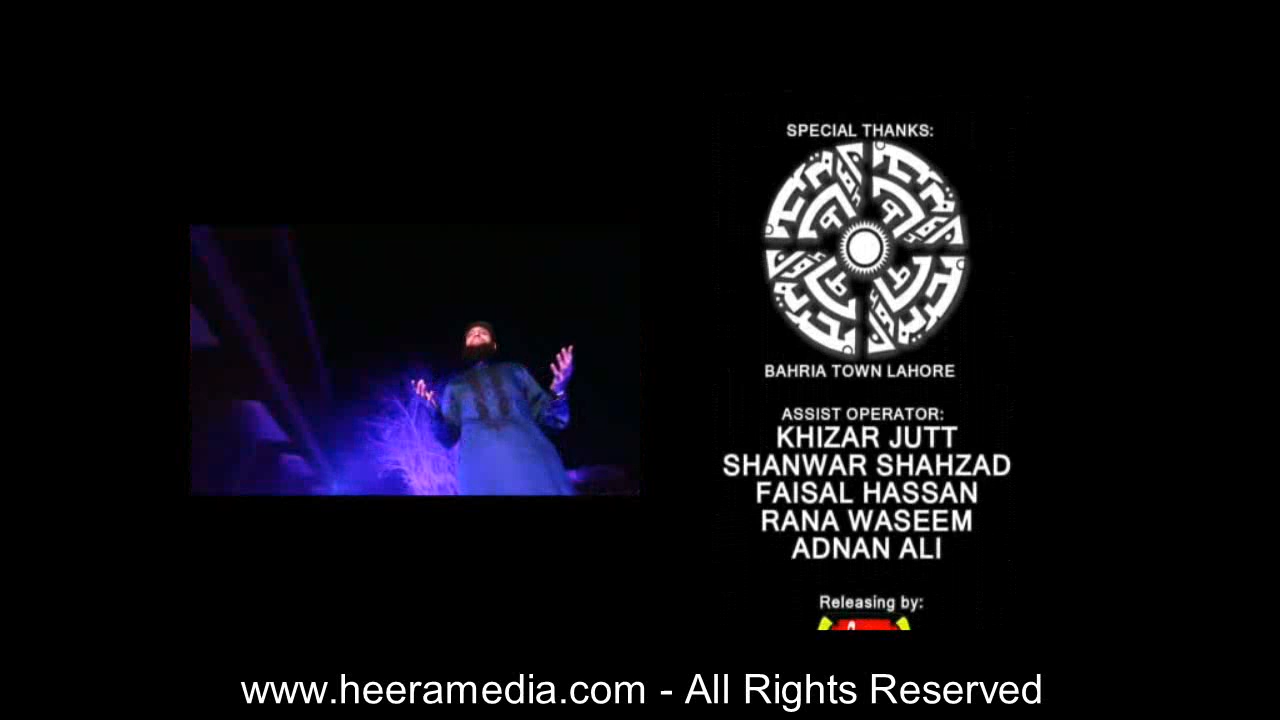 SPECIAL THANKS:
BAHRIA TOWN LAHORE
ASSIST OPERATOR:
KHIZAR JUTT
SHANWAR SHAHZAD
FAISAL HASSAN
RANA WASEEM
ADNAN ALI
Releasing by:
www.heeramedia.com - All Rights Reserved